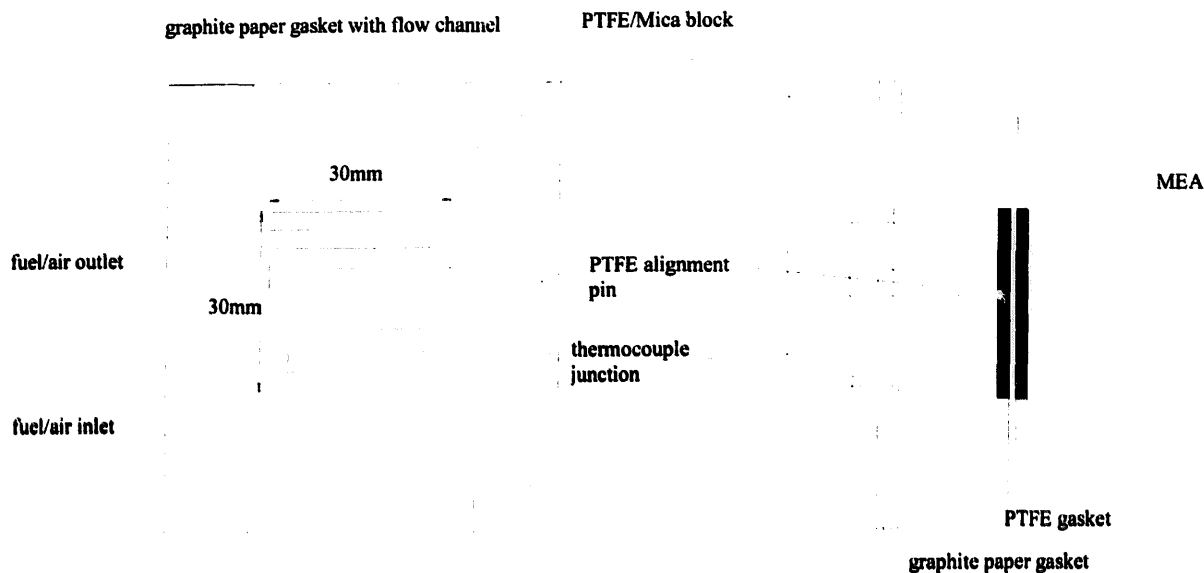 graphite paper gasket with flow channel
PTFE/Mica block
30mm
MEA
fuel/air outlet
PTFE alignment
pin
30mm
thermocouple
junction
fuel/air inlet
PTFE gasket
graphite paper gasket